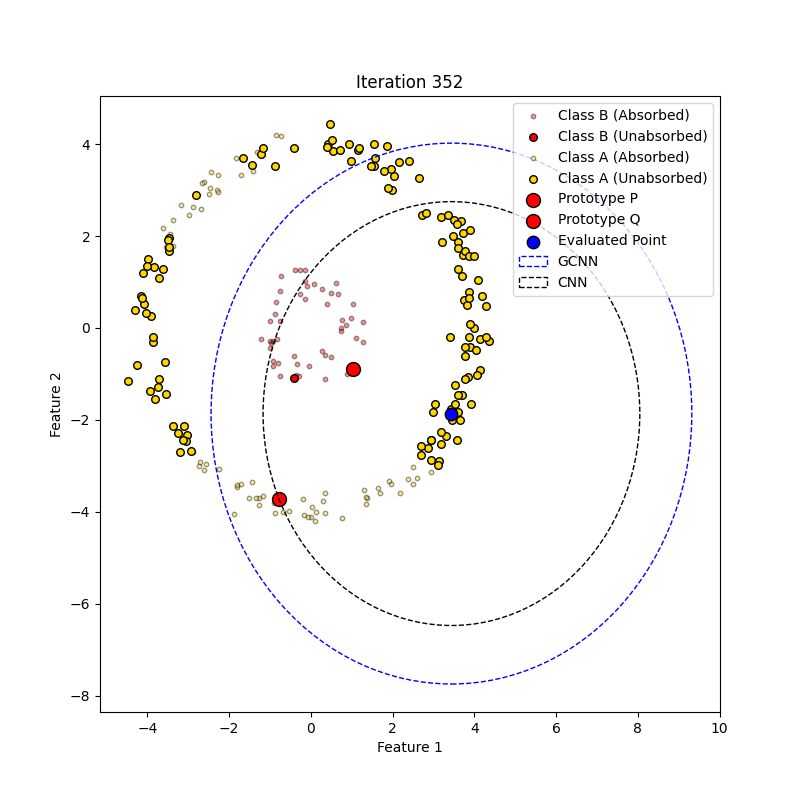 Iteration 352
Class B (Absorbed)
Class B (Unabsorbed)
Class A (Absorbed)
Class A (Unabsorbed)
Prototype P
Prototype Q
Evaluated Point
GCNN
CNN
Feature 2
4
2
0
−2
−4
−6
−8
−4
−2
0
2
4
6
8
10
Feature 1